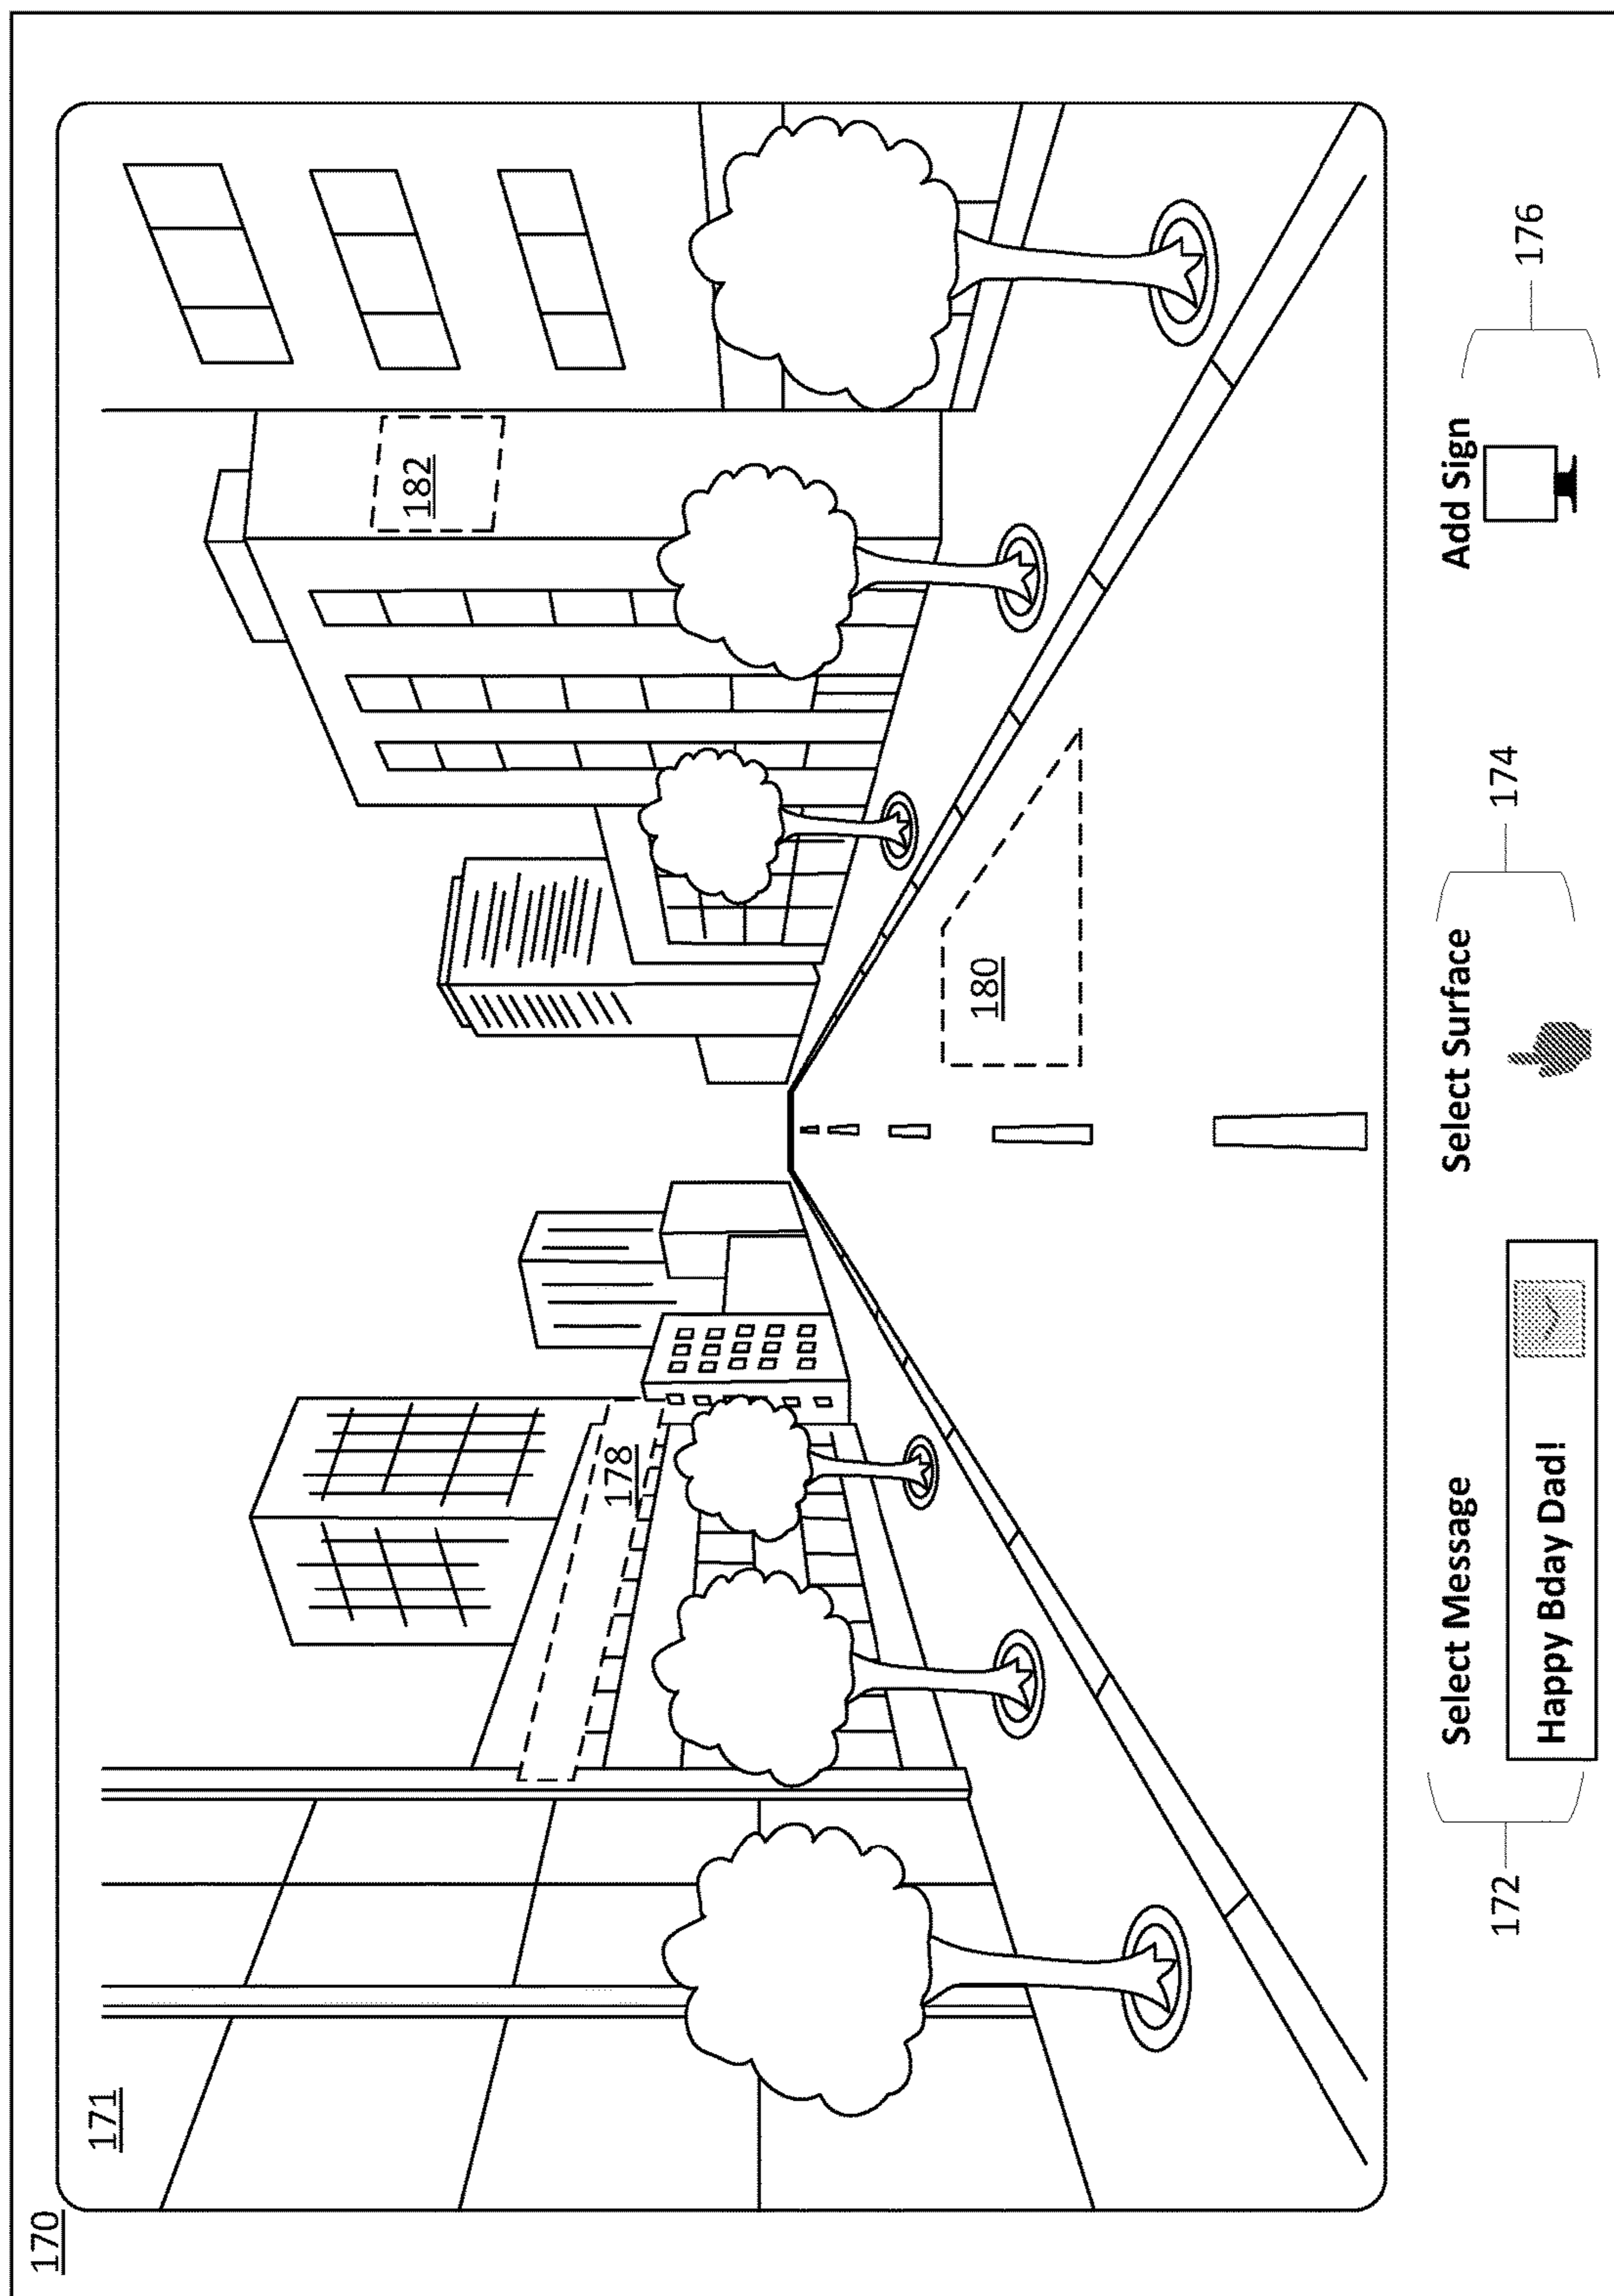 170
171
182
178
180
Select Message
Select Surface
Add Sign
172
Happy Bday Dad!
174
176